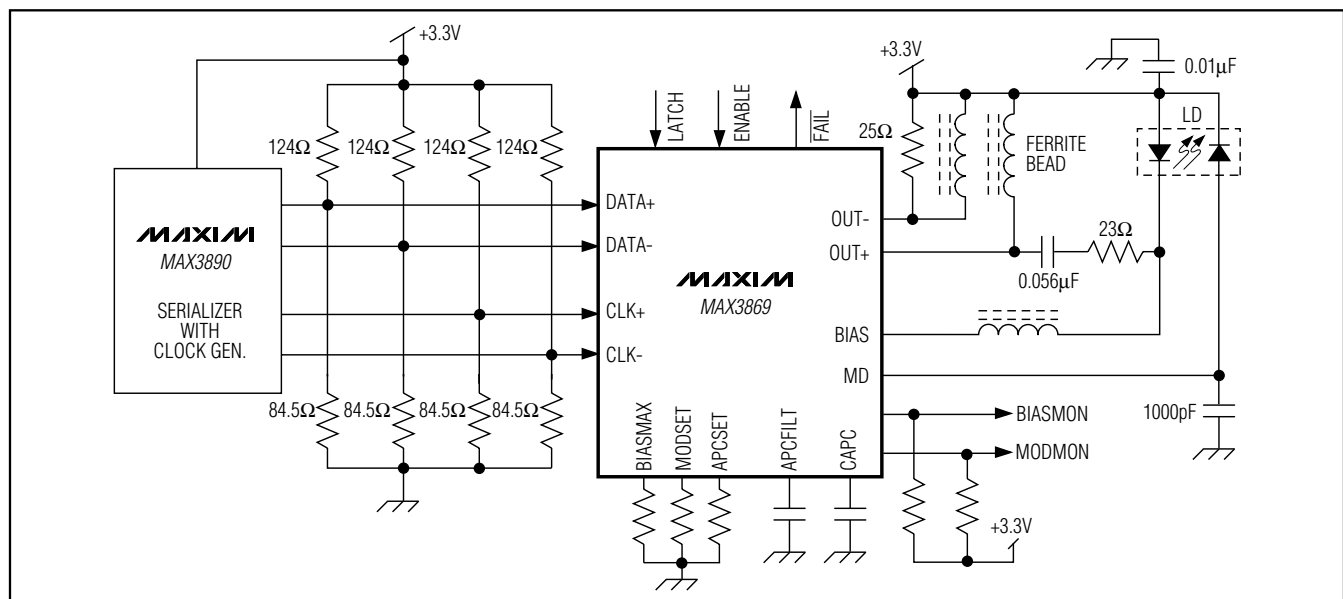 +3.3V
+3.3V
0.01µF
LATCH
ENABLE
FAIL
25Ω
LD
FERRITE
BEAD
124Ω 124Ω 124Ω 124Ω
MAXIM
MAX3890
SERIALIZER
WITH
CLOCK GEN.
DATA+
DATA-
CLK+
CLK-
MAXIM
MAX3869
OUT-
OUT+
BIAS
MD
23Ω
0.056µF
84.5Ω 84.5Ω 84.5Ω 84.5Ω
BIASMAX
MODSET
APCSET
APCFILT
CAPC
1000pF
BIASMON
MODMON
+3.3V